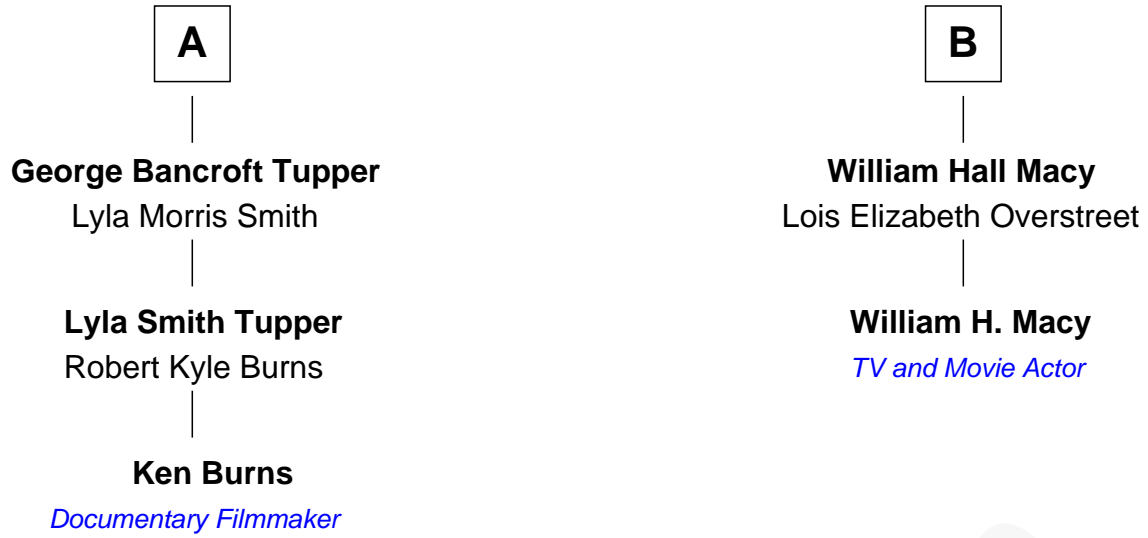 A
George Bancroft Tupper
Lyla Morris Smith
Lyla Smith Tupper
Robert Kyle Burns
Ken Burns
Documentary Filmmaker
B
William Hall Macy
Lois Elizabeth Overstreet
William H. Macy
TV and Movie Actor